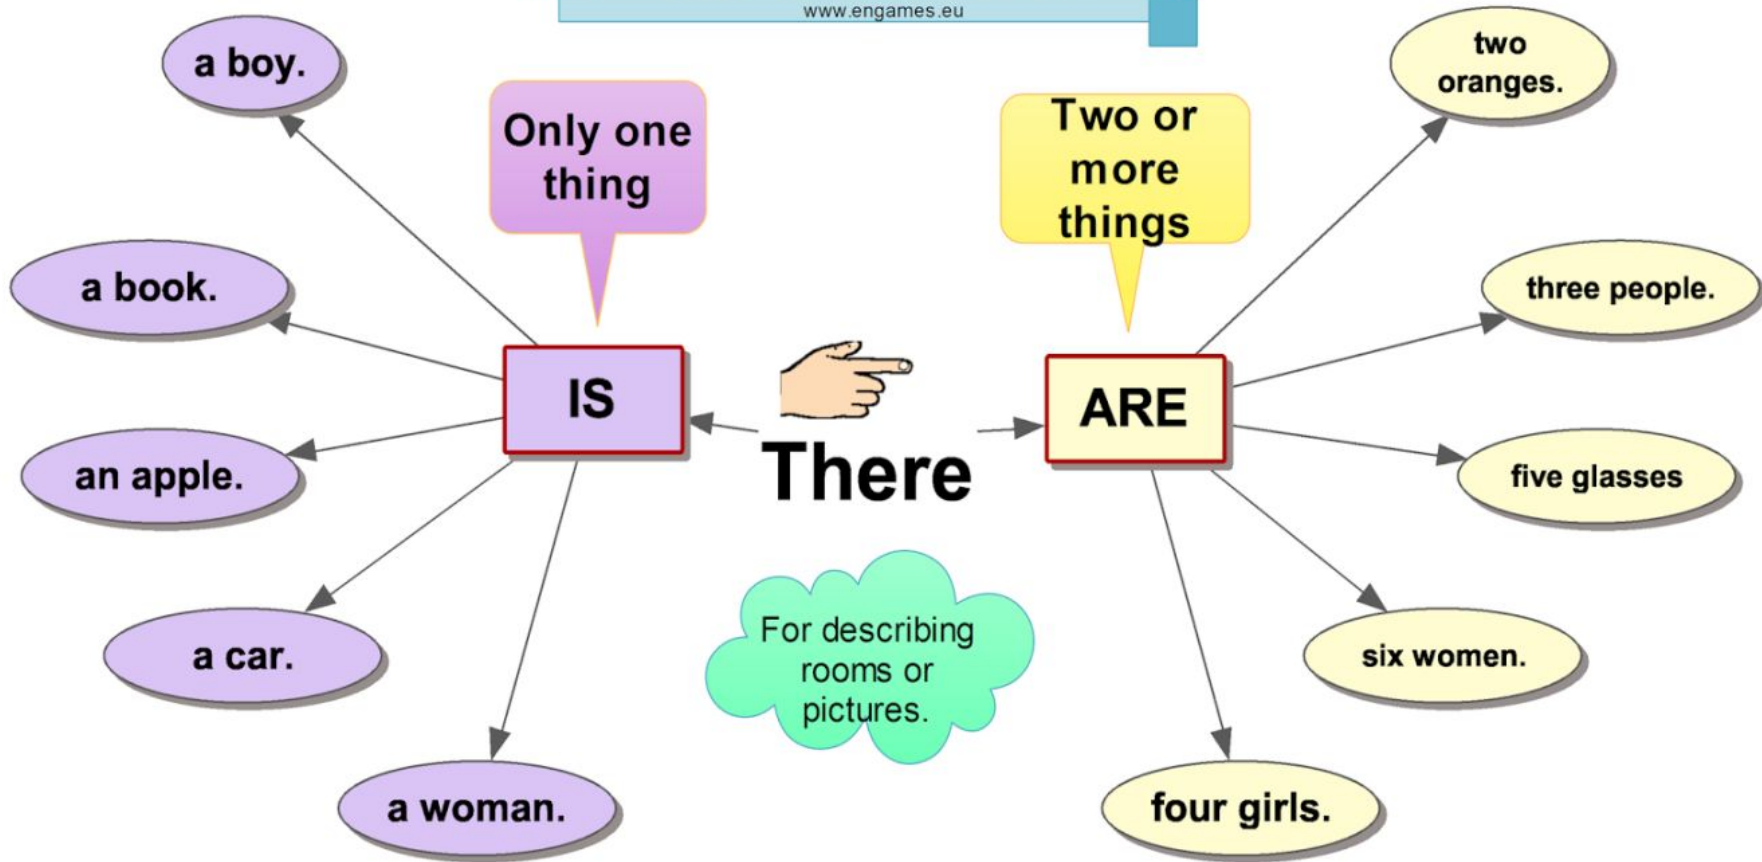 www.engames.eu
a boy.
Only one
thing
Two or
more
things
two
oranges.
a book.
three people.
IS
ARE
There
an apple.
five glasses
For describing
rooms or
pictures.
a car.
six women.
a woman.
four girls.